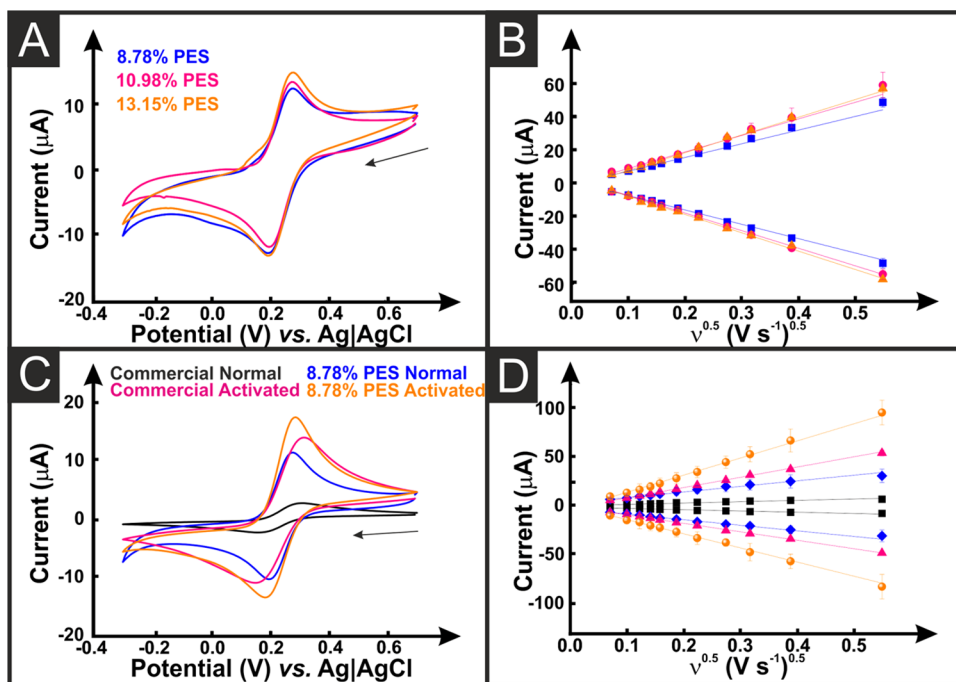 A
8.78% PES
10.98% PES
13.15% PES
10
0
-10
-20
Current (µA)
-0.4 -0.2 0.0 0.2 0.4 0.6
Potential (V) vs. Ag|AgCl
B
60
40
20
0
-20
-40
-60
Current (µA)
0.0 0.1 0.2 0.3 0.4 0.5
ν0.5 (V s-1)0.5
C
Commercial Normal 8.78% PES Normal
Commercial Activated 8.78% PES Activated
20
10
0
-10
-20
Current (µA)
-0.4 -0.2 0.0 0.2 0.4 0.6
Potential (V) vs. Ag|AgCl
D
100
50
0
-50
-100
Current (µA)
0.0 0.1 0.2 0.3 0.4 0.5
ν0.5 (V s-1)0.5